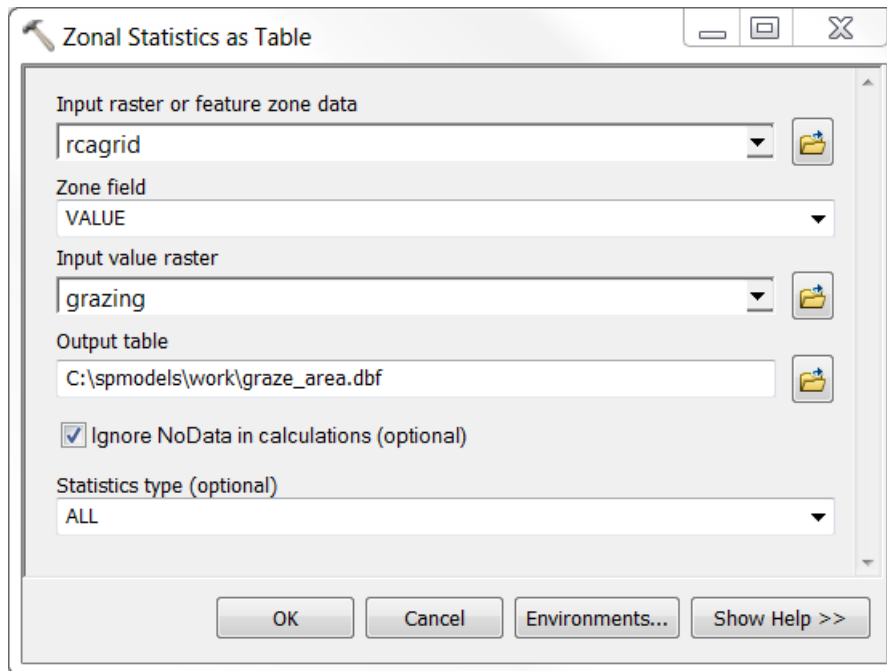 Zonal Statistics as Table
Input raster or feature zone data
rcagrid
Zone field
VALUE
Input value raster
grazing
Output table
C:\spmodels\work\graze_area.dbf
Ignore NoData in calculations (optional)
Statistics type (optional)
ALL
OK Cancel Environments... Show Help >>